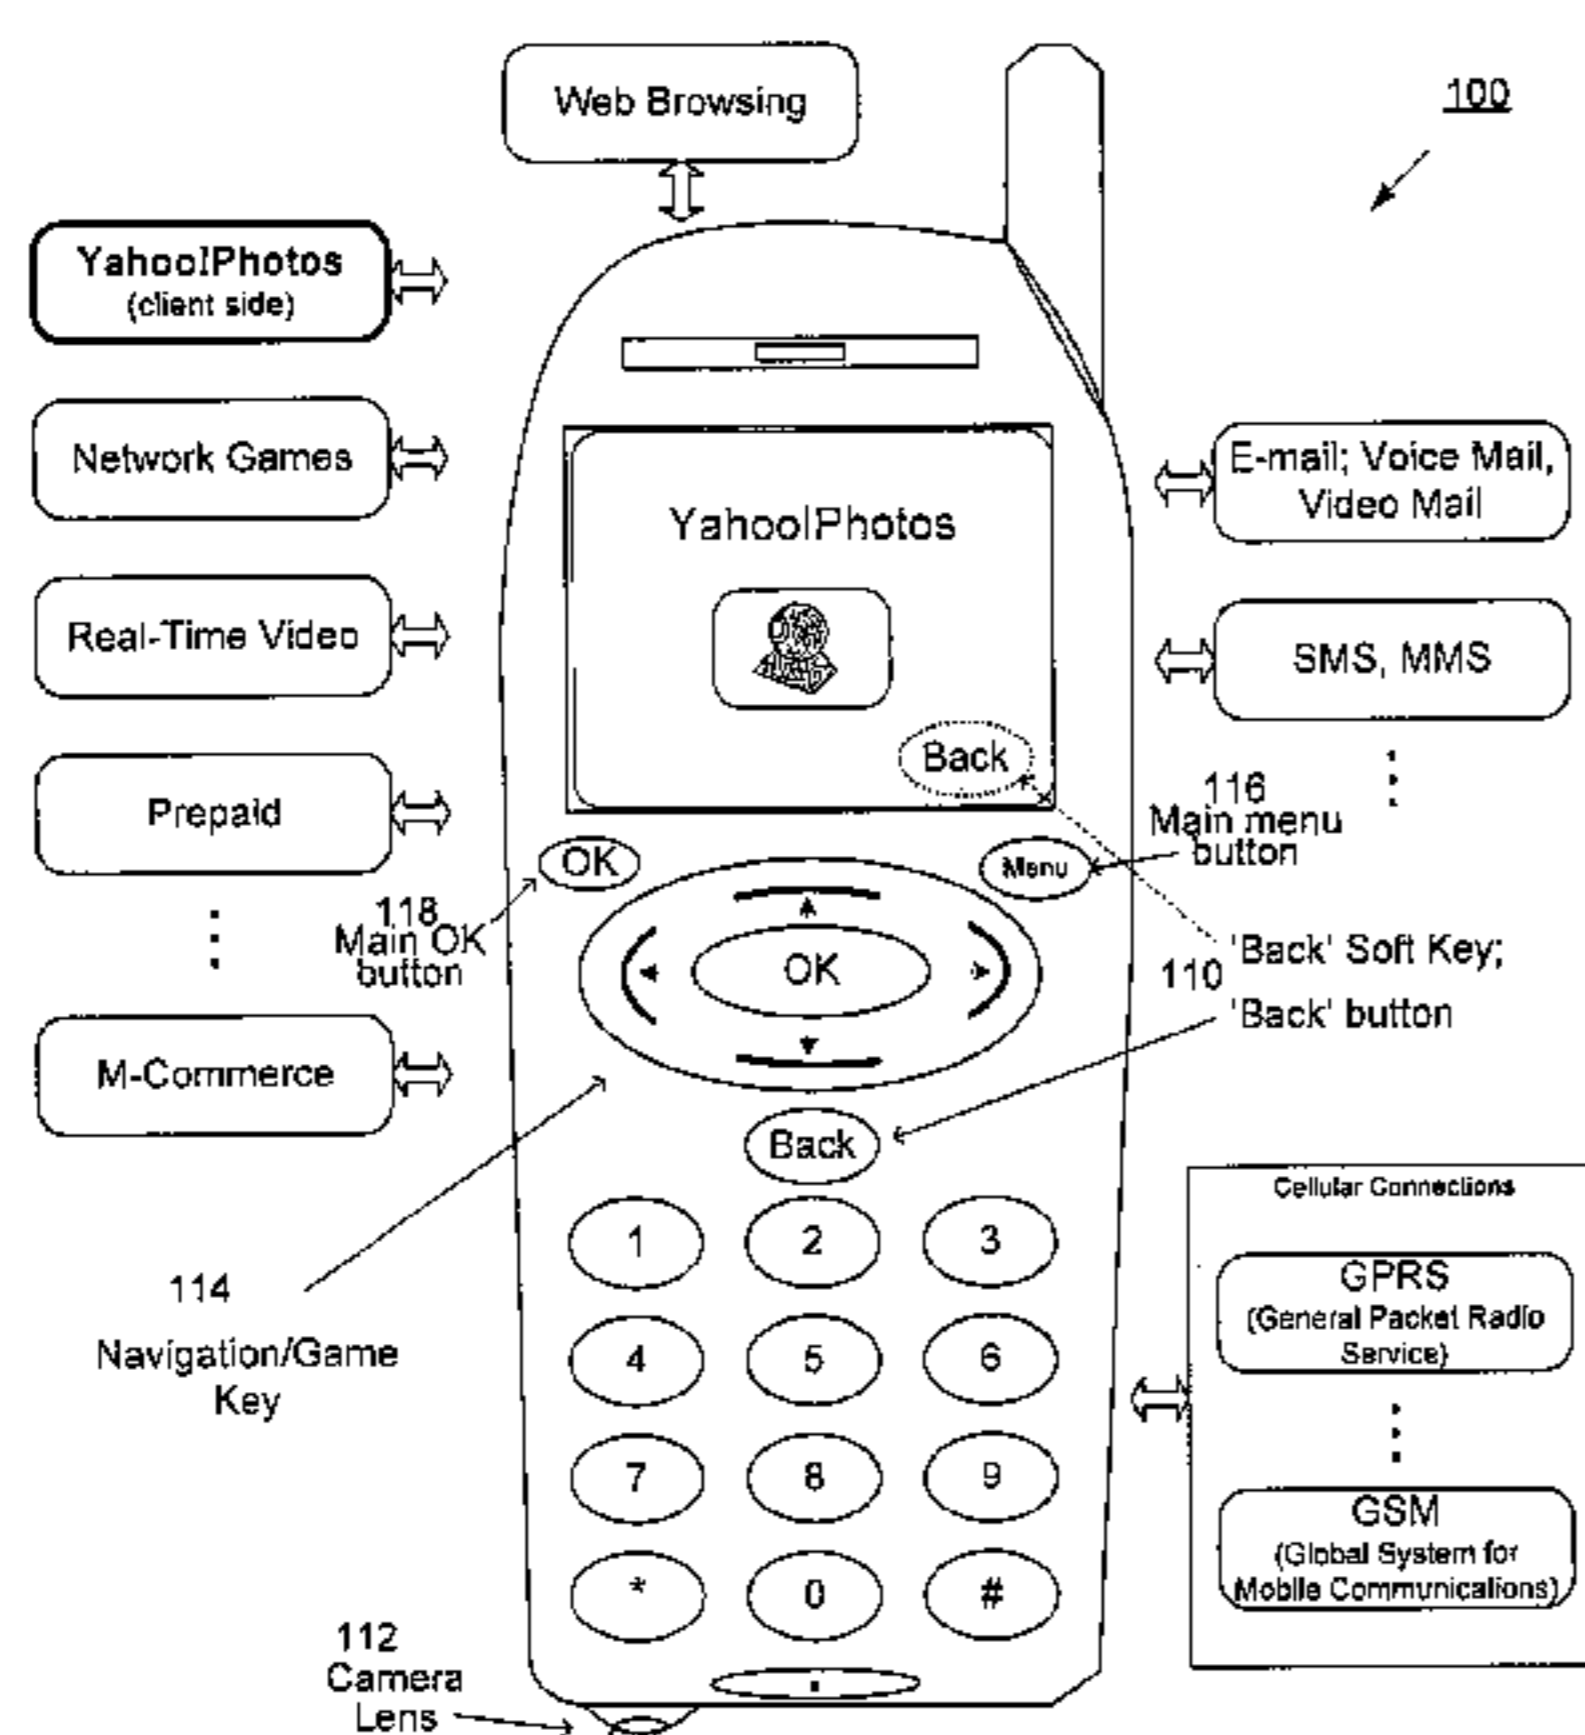 Web Browsing
100
Yahoo!Photos
(client side)
Network Games
Real-Time Video
Prepaid
M-Commerce
E-mail; Voice Mail,
Video Mail
SMS, MMS
Yahoo!Photos
Back
116
Main menu
button
OK
Menu
118
Main OK
button
OK
110
'Back' Soft Key;
'Back' button
Back
114
Navigation/Game
Key
1 2 3
4 5 6
7 8 9
* 0 #
Cellular Connections
GPRS
(General Packet Radio
Service)
GSM
(Global System for
Mobile Communications)
112
Camera
Lens